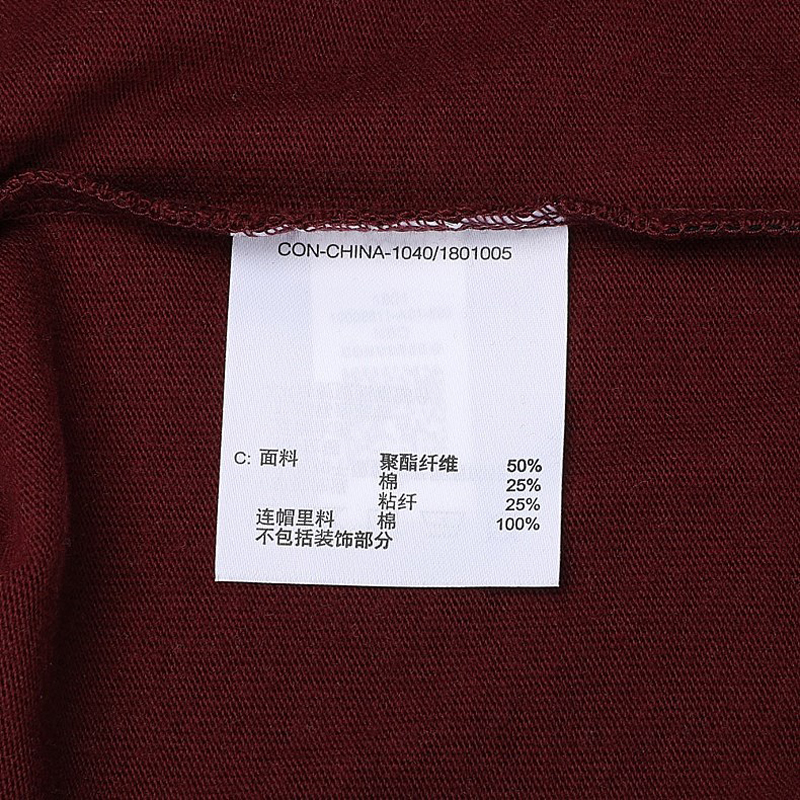 CON-CHINA-1040/1801005
C: 面料 聚酯纤维 50%
棉 25%
粘纤 25%
连帽里料 棉 100%
不包括装饰部分